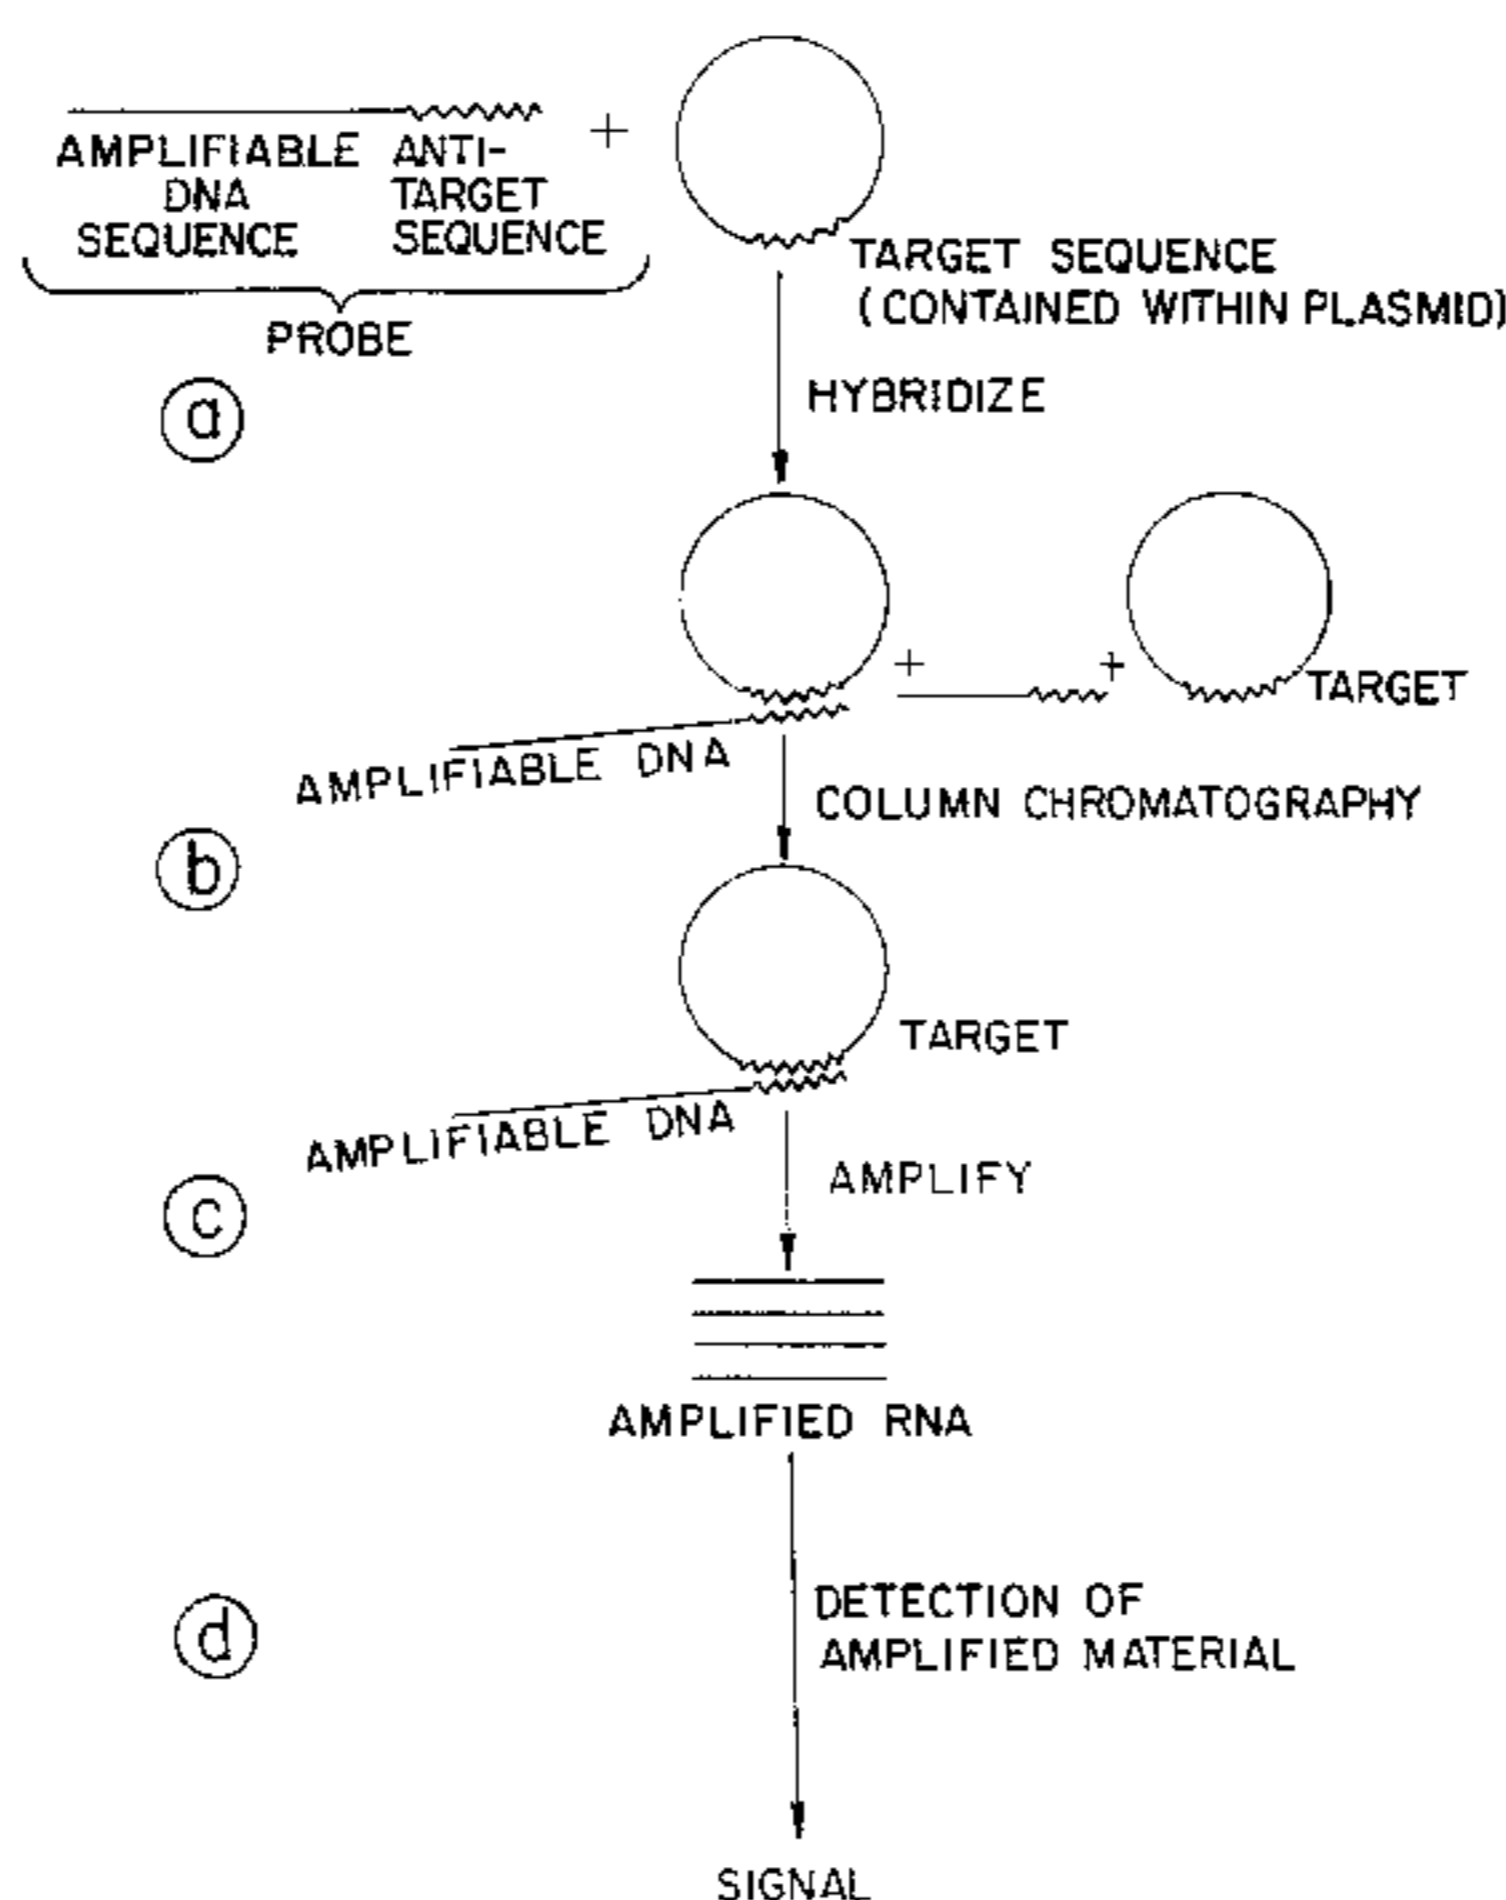 AMPLIFIABLE
DNA
SEQUENCE
ANTI-
TARGET
SEQUENCE
+
PROBE
TARGET SEQUENCE
(CONTAINED WITHIN PLASMID)
a
HYBRIDIZE
+
+
TARGET
AMPLIFIABLE DNA
COLUMN CHROMATOGRAPHY
b
TARGET
AMPLIFIABLE DNA
AMPLIFY
c
AMPLIFIED RNA
DETECTION OF
AMPLIFIED MATERIAL
d
SIGNAL